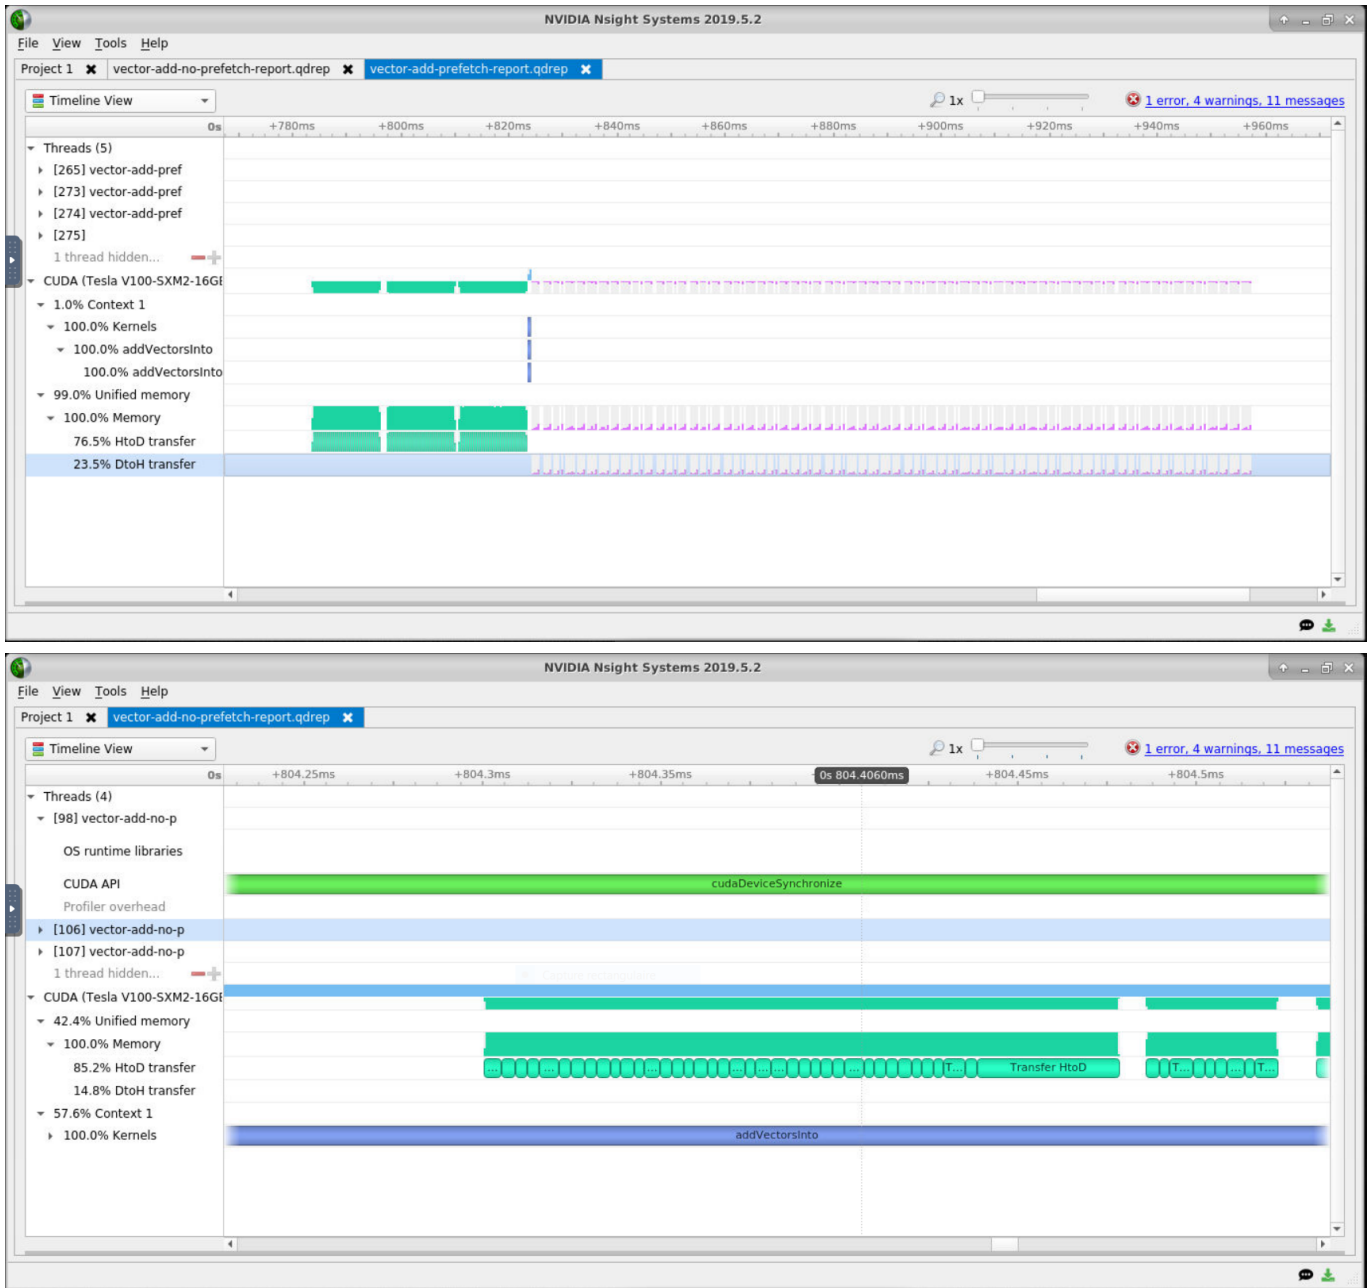 NVIDIA Nsight Systems 2019.5.2
File View Tools Help
Project 1 vector-add-no-prefetch-report.qdrep vector-add-prefetch-report.qdrep
Timeline View 1x 1 error, 4 warnings, 11 messages
0s +780ms +800ms +820ms +840ms +860ms +880ms +900ms +920ms +940ms +960ms
Threads (5)
[265] vector-add-pref
[273] vector-add-pref
[274] vector-add-pref
[275]
1 thread hidden...
CUDA (Tesla V100-SXM2-16GB
1.0% Context 1
100.0% Kernels
100.0% addVectorsInto
100.0% addVectorsInto
99.0% Unified memory
100.0% Memory
76.5% HtoD transfer
23.5% DtoH transfer
NVIDIA Nsight Systems 2019.5.2
File View Tools Help
Project 1 vector-add-no-prefetch-report.qdrep
Timeline View 1x 1 error, 4 warnings, 11 messages
0s +804.25ms +804.3ms +804.35ms 0s 804.4060ms +804.45ms +804.5ms
Threads (4)
[98] vector-add-no-p
OS runtime libraries
CUDA API cudaDeviceSynchronize
Profiler overhead
[106] vector-add-no-p
[107] vector-add-no-p
1 thread hidden...
CUDA (Tesla V100-SXM2-16GB
42.4% Unified memory
100.0% Memory
85.2% HtoD transfer ... ... ... ... ... ... T... Transfer HtoD T... ... T...
14.8% DtoH transfer
57.6% Context 1
100.0% Kernels addVectorsInto